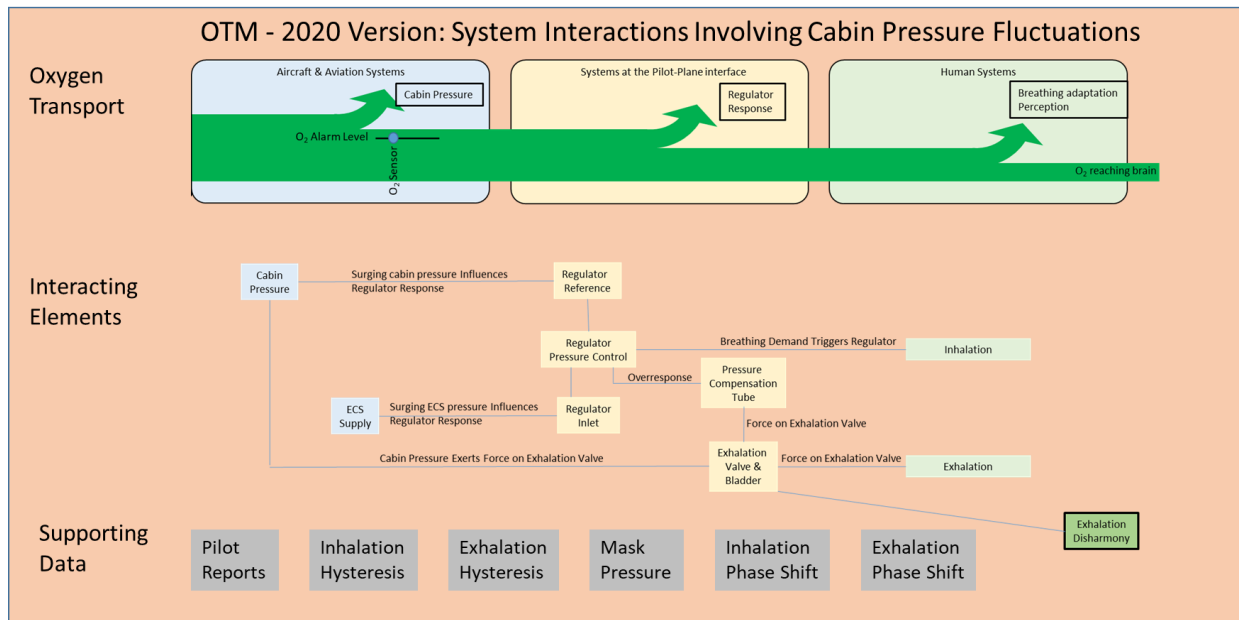 OTM - 2020 Version: System Interactions Involving Cabin Pressure Fluctuations
Oxygen
Transport
Aircraft & Aviation Systems
Cabin Pressure
O2 Alarm Level
O2 Sensor
Systems at the Pilot-Plane interface
Regulator
Response
Human Systems
Breathing adaptation
Perception
O2 reaching brain
Interacting
Elements
Cabin
Pressure
Surging cabin pressure Influences
Regulator Response
Regulator
Reference
Regulator
Pressure Control
Breathing Demand Triggers Regulator
Inhalation
Overresponse
Pressure
Compensation
Tube
ECS
Supply
Surging ECS pressure Influences
Regulator Response
Regulator
Inlet
Force on Exhalation Valve
Cabin Pressure Exerts Force on Exhalation Valve
Exhalation
Valve &
Bladder
Force on Exhalation Valve
Exhalation
Exhalation
Disharmony
Supporting
Data
Pilot
Reports
Inhalation
Hysteresis
Exhalation
Hysteresis
Mask
Pressure
Inhalation
Phase Shift
Exhalation
Phase Shift